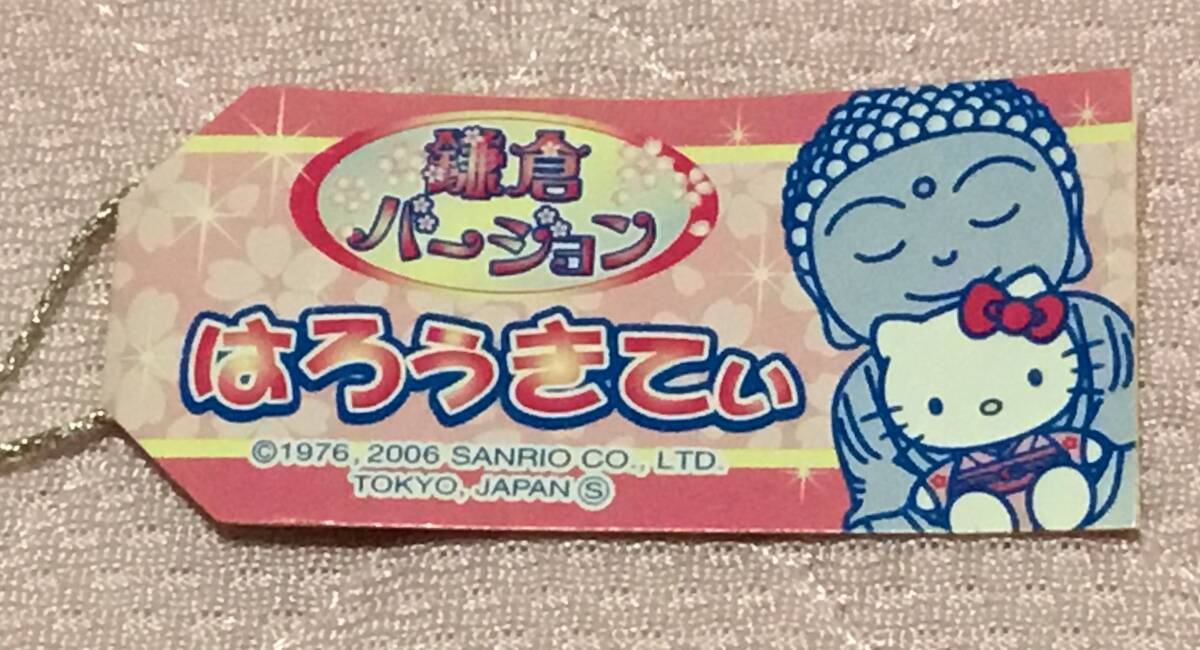 鎌倉
バージョン
はろうきてぃ
©1976, 2006 SANRIO CO., LTD.
TOKYO, JAPAN Ⓢ